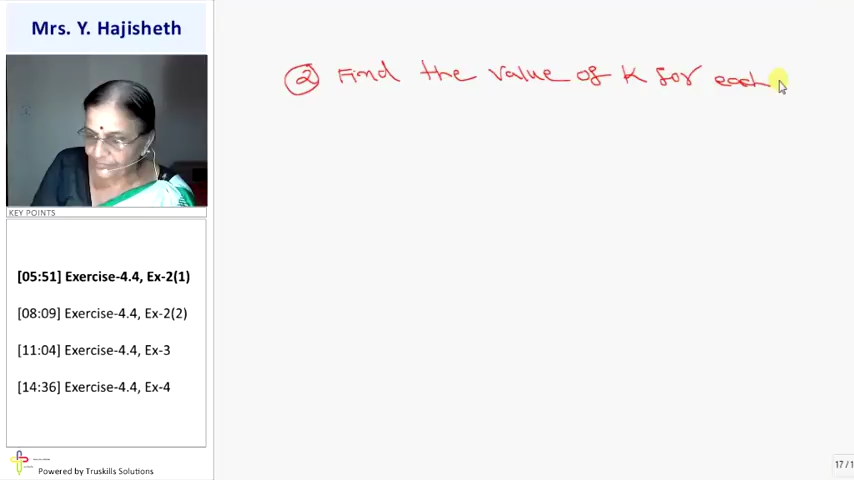 Mrs. Y. Hajisheth
② Find the value of K for each
KEY POINTS
[05:51] Exercise-4.4, Ex-2(1)
[08:09] Exercise-4.4, Ex-2(2)
[11:04] Exercise-4.4, Ex-3
[14:36] Exercise-4.4, Ex-4
Powered by Truskills Solutions
17 / 1